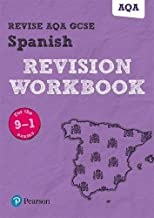 AQA
REVISE AQA GCSE
Spanish
REVISION
WORKBOOK
For the
9-1
exams
Pearson